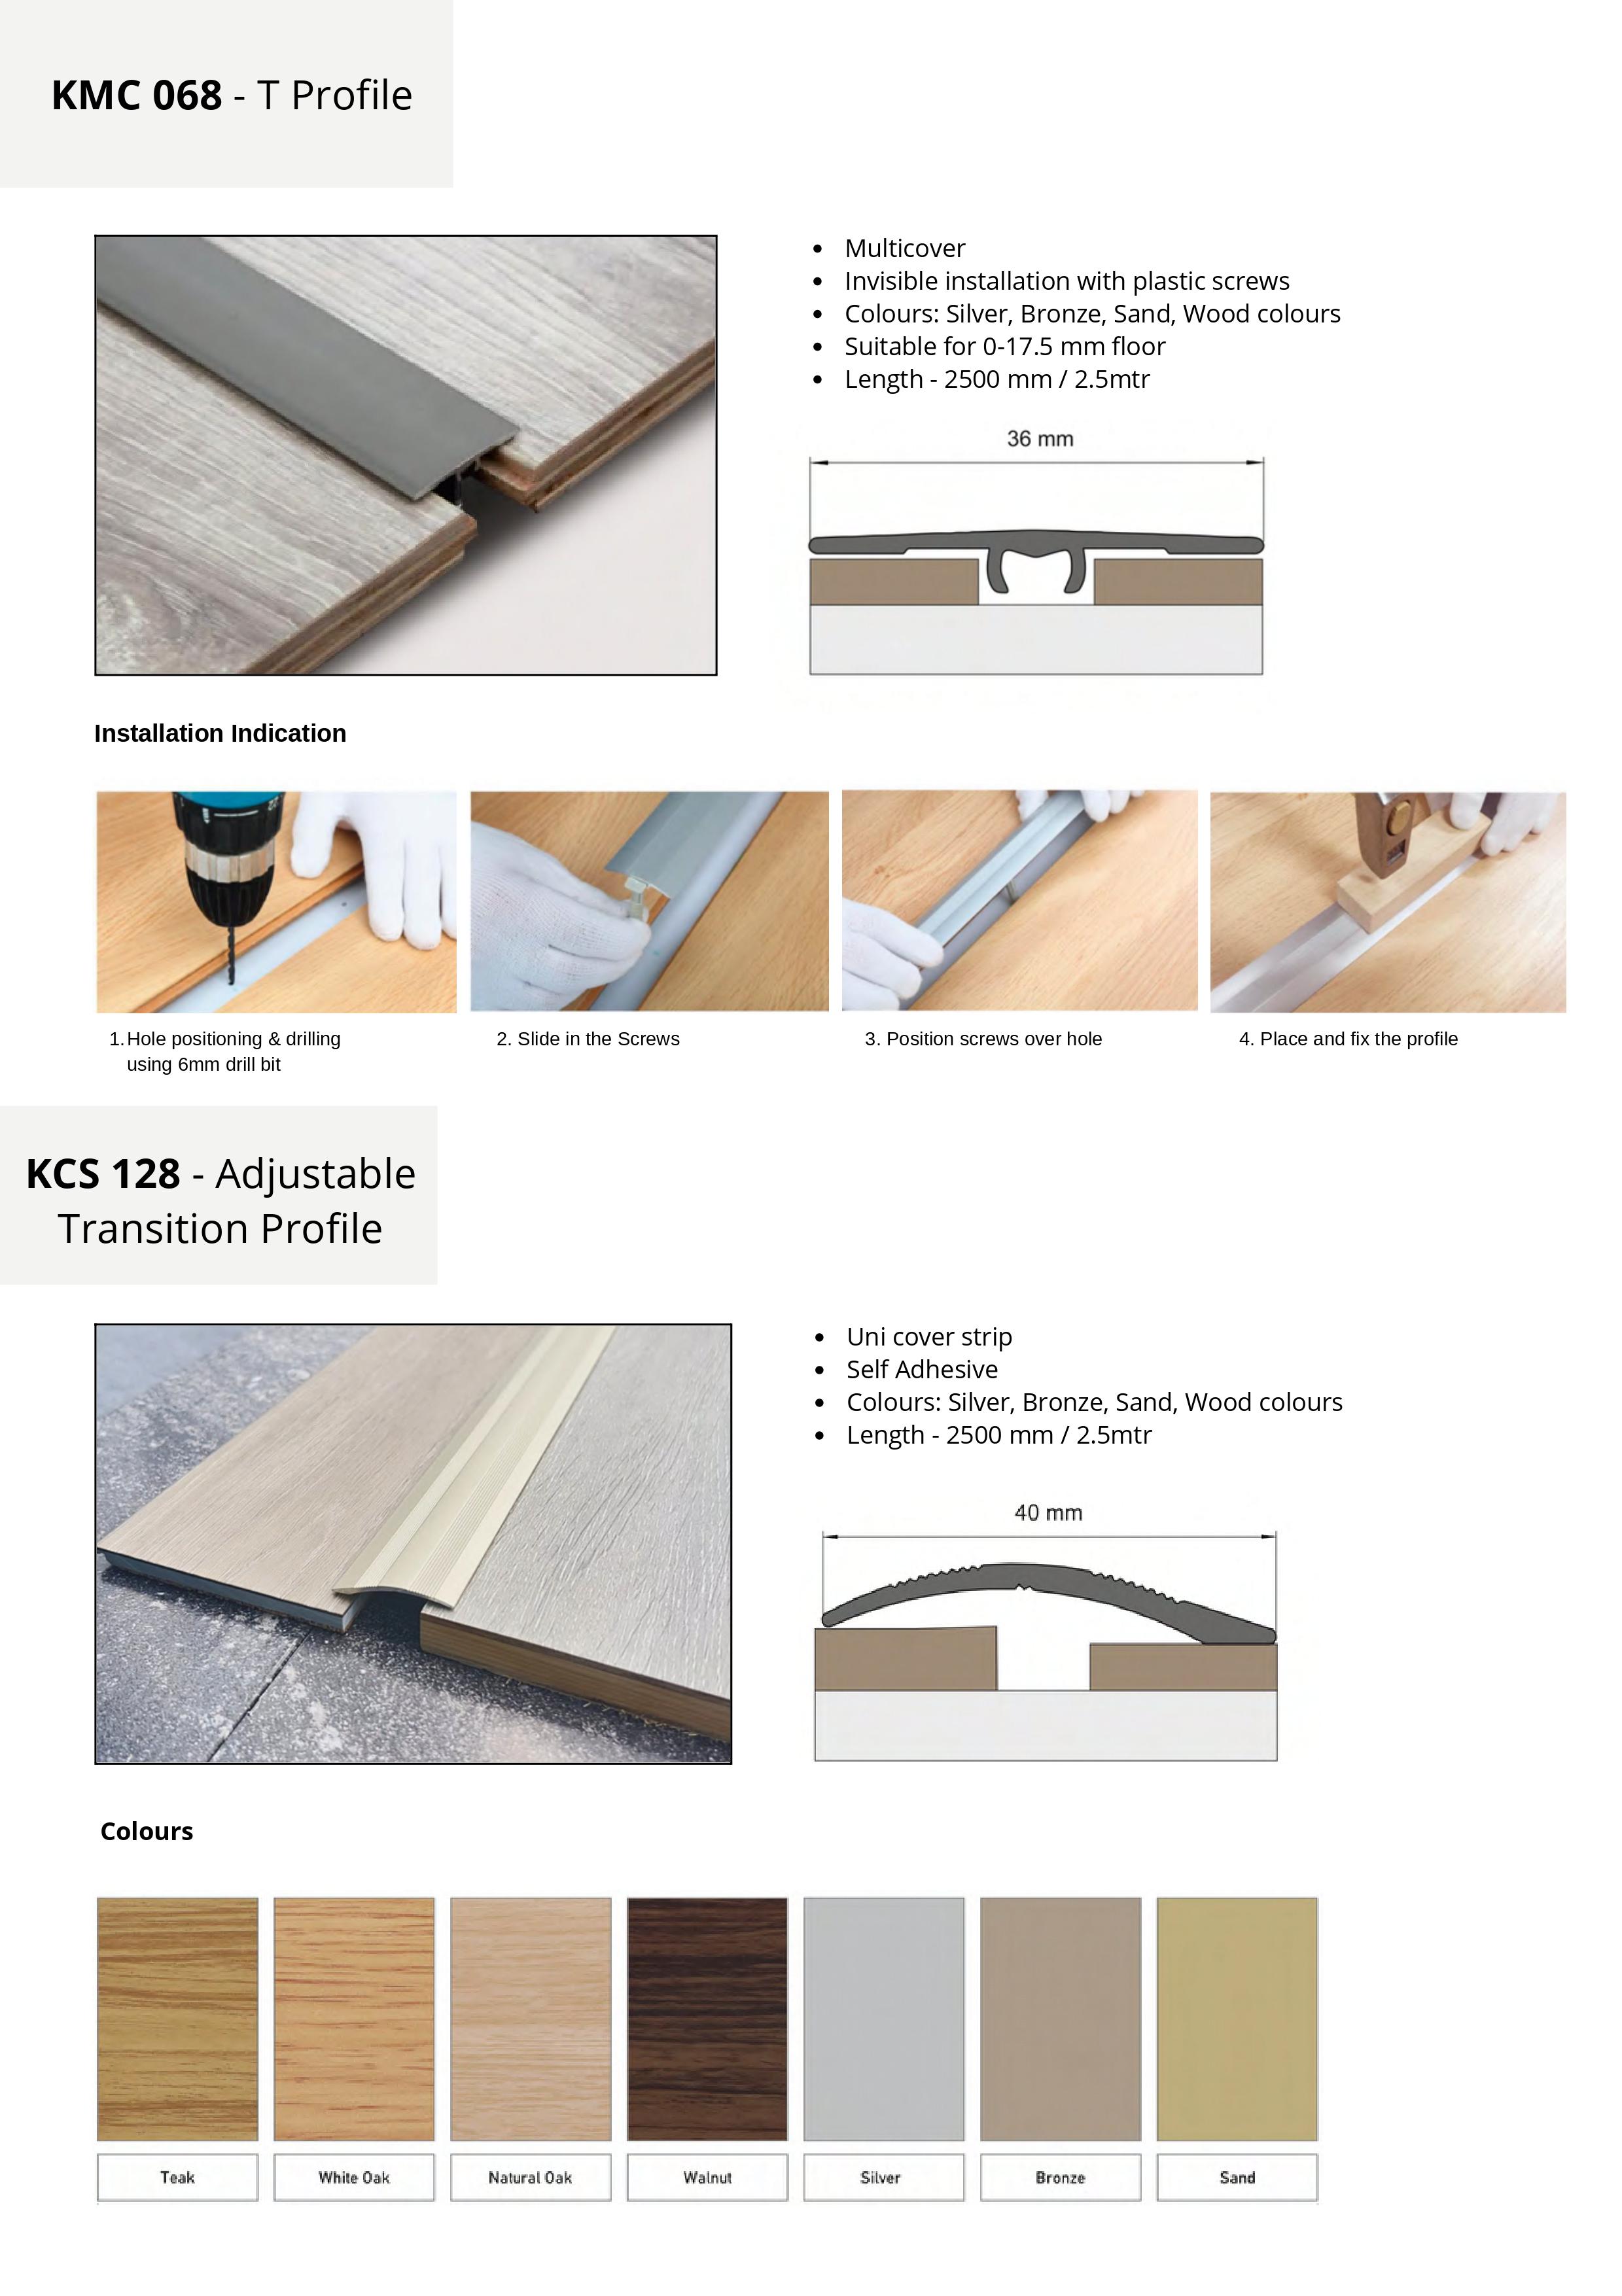 KMC 068 - T Profile
• Multicover
• Invisible installation with plastic screws
• Colours: Silver, Bronze, Sand, Wood colours
• Suitable for 0-17.5 mm floor
• Length - 2500 mm / 2.5mtr
36 mm
Installation Indication
1. Hole positioning & drilling
using 6mm drill bit
2. Slide in the Screws
3. Position screws over hole
4. Place and fix the profile
KCS 128 - Adjustable
Transition Profile
• Uni cover strip
• Self Adhesive
• Colours: Silver, Bronze, Sand, Wood colours
• Length - 2500 mm / 2.5mtr
40 mm
Colours
Teak
White Oak
Natural Oak
Walnut
Silver
Bronze
Sand